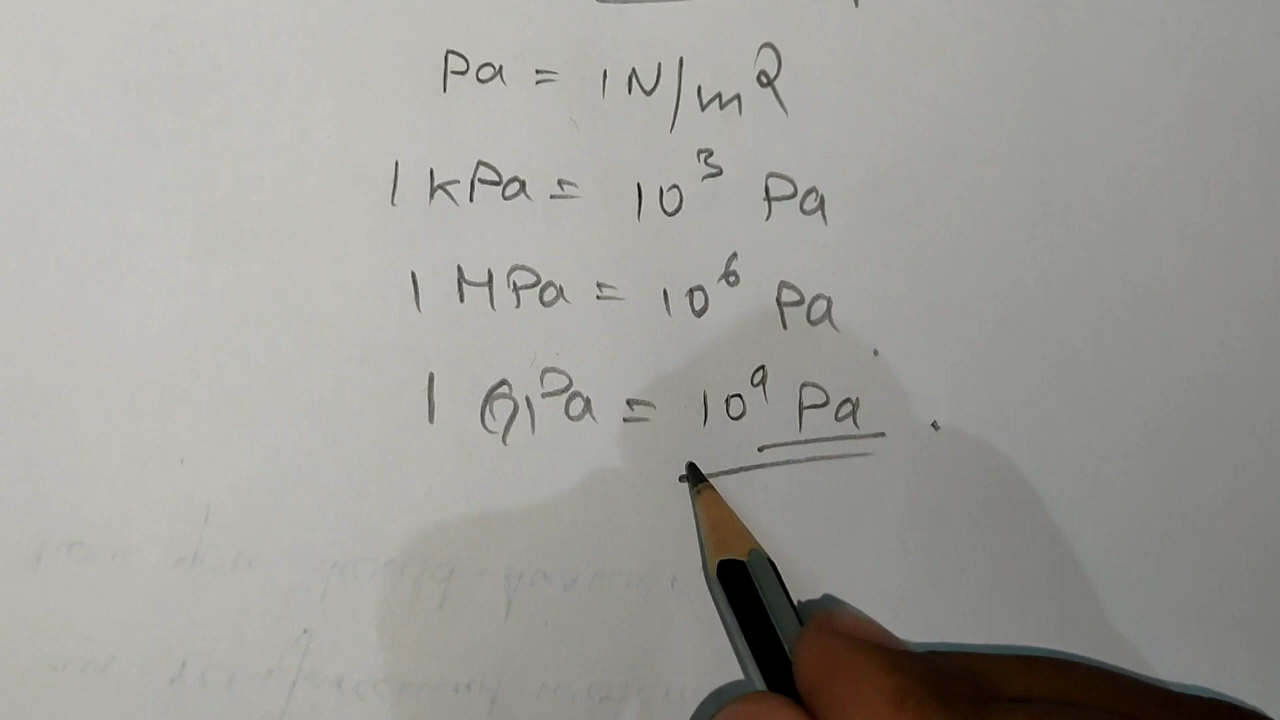 Pa = 1N/m²
1 kPa = 10³ Pa
1 MPa = 10⁶ Pa
1 GPa = 10⁹ Pa.